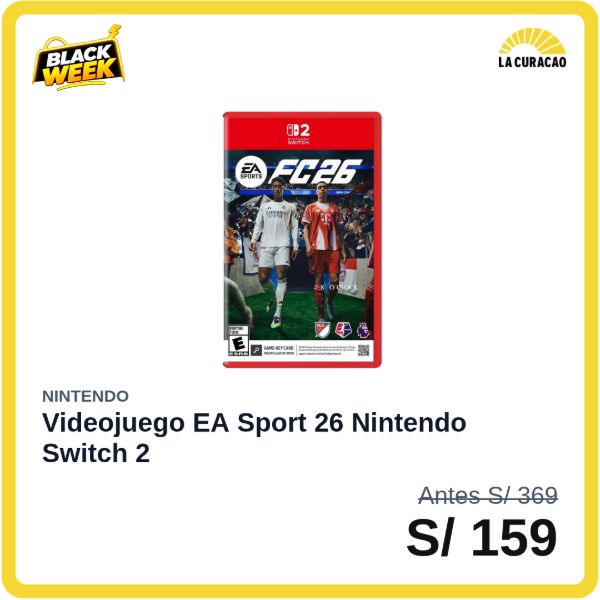 BLACK
WEEK
LA CURACAO
2
NINTENDO
SWITCH
EA
SPORTS
FC26
E
GAME-KEY CARD
NINTENDO
Videojuego EA Sport 26 Nintendo
Switch 2
Antes S/ 369
S/ 159